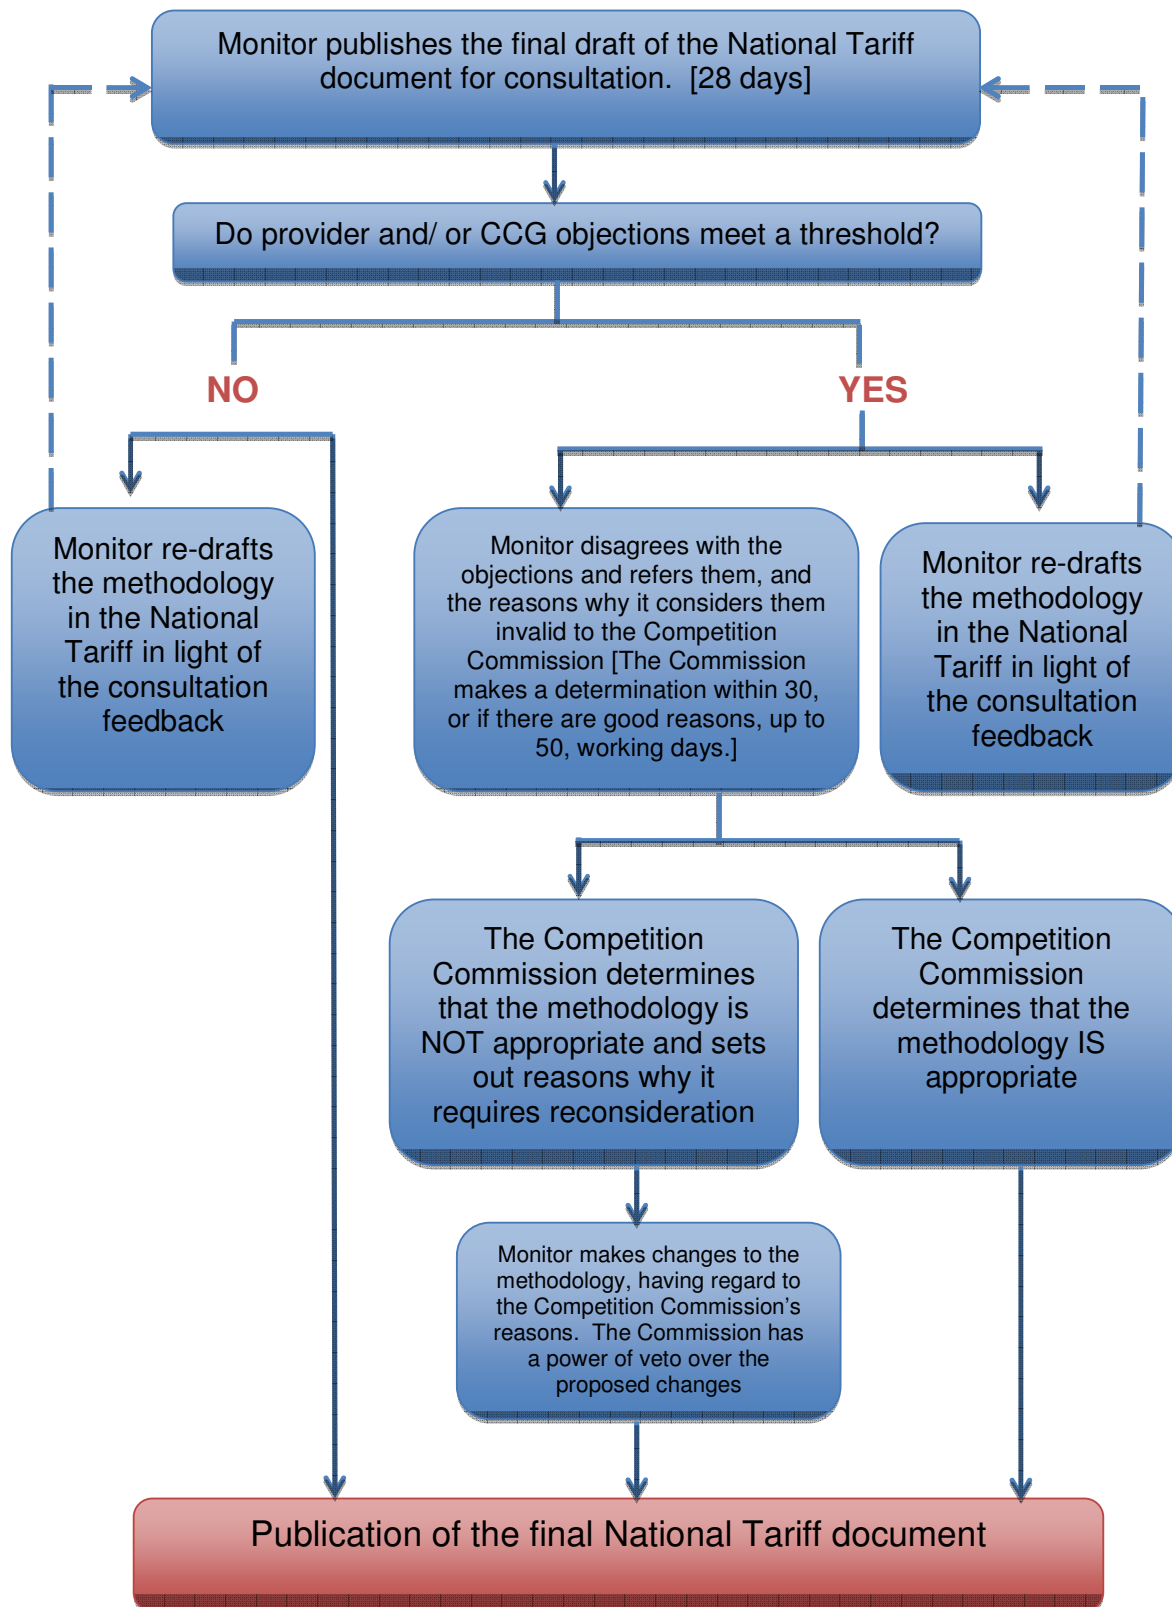 Monitor publishes the final draft of the National Tariff
document for consultation.  [28 days]
Do provider and/ or CCG objections meet a threshold?
NO
YES
Monitor re-drafts
the methodology
in the National
Tariff in light of
the consultation
feedback
Monitor disagrees with the
objections and refers them, and
the reasons why it considers them
invalid to the Competition
Commission [The Commission
makes a determination within 30,
or if there are good reasons, up to
50, working days.]
Monitor re-drafts
the methodology
in the National
Tariff in light of
the consultation
feedback
The Competition
Commission determines
that the methodology is
NOT appropriate and sets
out reasons why it
requires reconsideration
The Competition
Commission
determines that the
methodology IS
appropriate
Monitor makes changes to the
methodology, having regard to
the Competition Commission’s
reasons.  The Commission has
a power of veto over the
proposed changes
Publication of the final National Tariff document